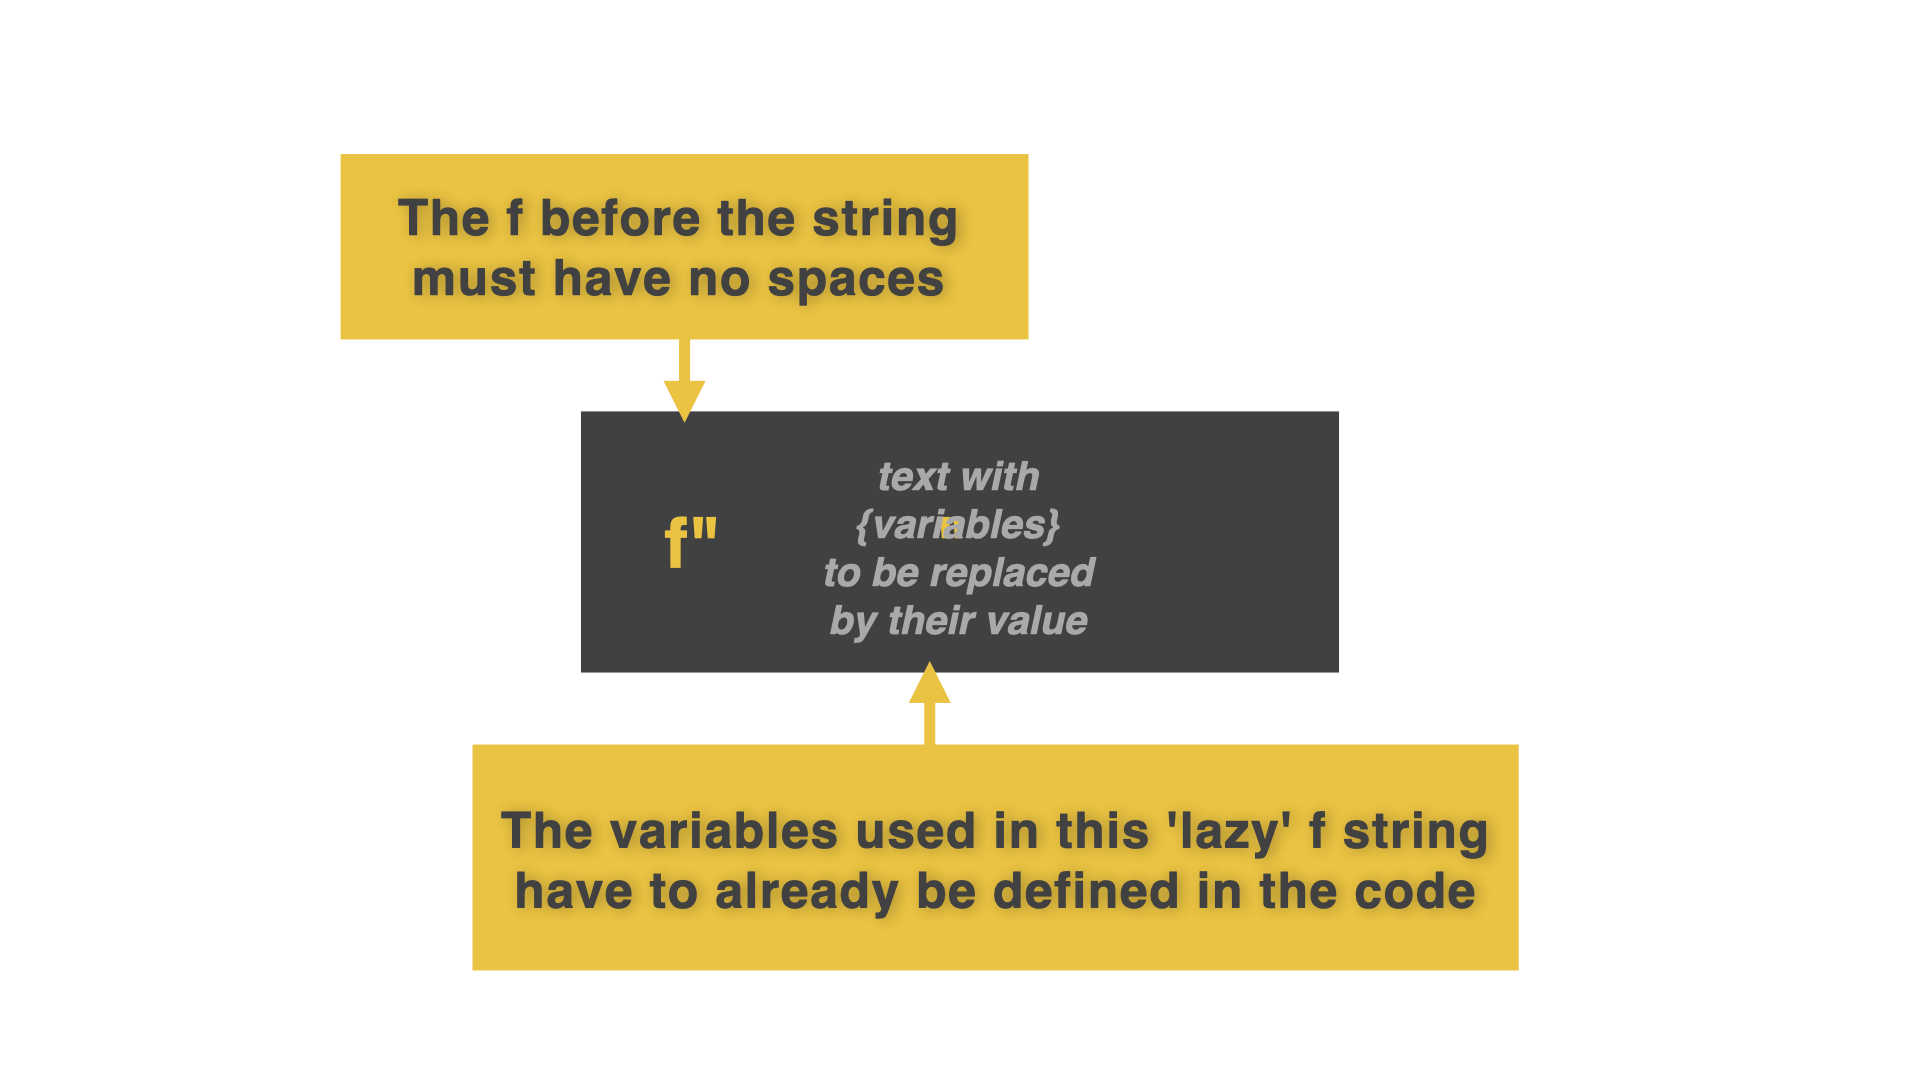 The f before the string
must have no spaces
f"
text with
{variables}
to be replaced
by their value
"
The variables used in this 'lazy' f string
have to already be defined in the code